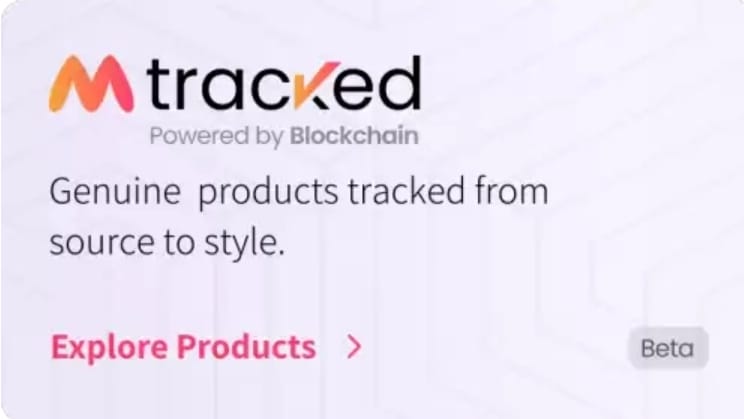 M tracked
Powered by Blockchain
Genuine products tracked from
source to style.
Explore Products >
Beta